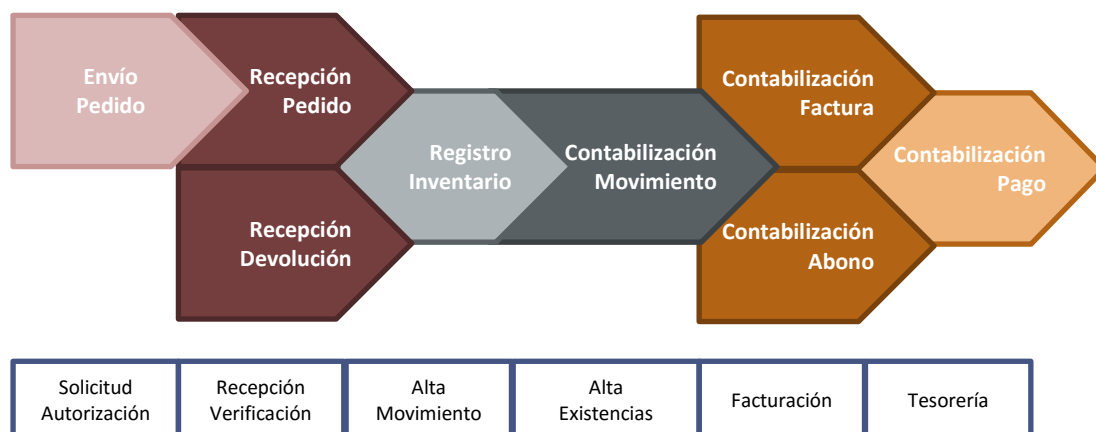 Envío
Pedido
Recepción
Pedido
Recepción
Devolución
Registro
Inventario
Contabilización
Movimiento
Contabilización
Factura
Contabilización
Abono
Contabilización
Pago
Solicitud
Autorización
Recepción
Verificación
Alta
Movimiento
Alta
Existencias
Facturación
Tesorería